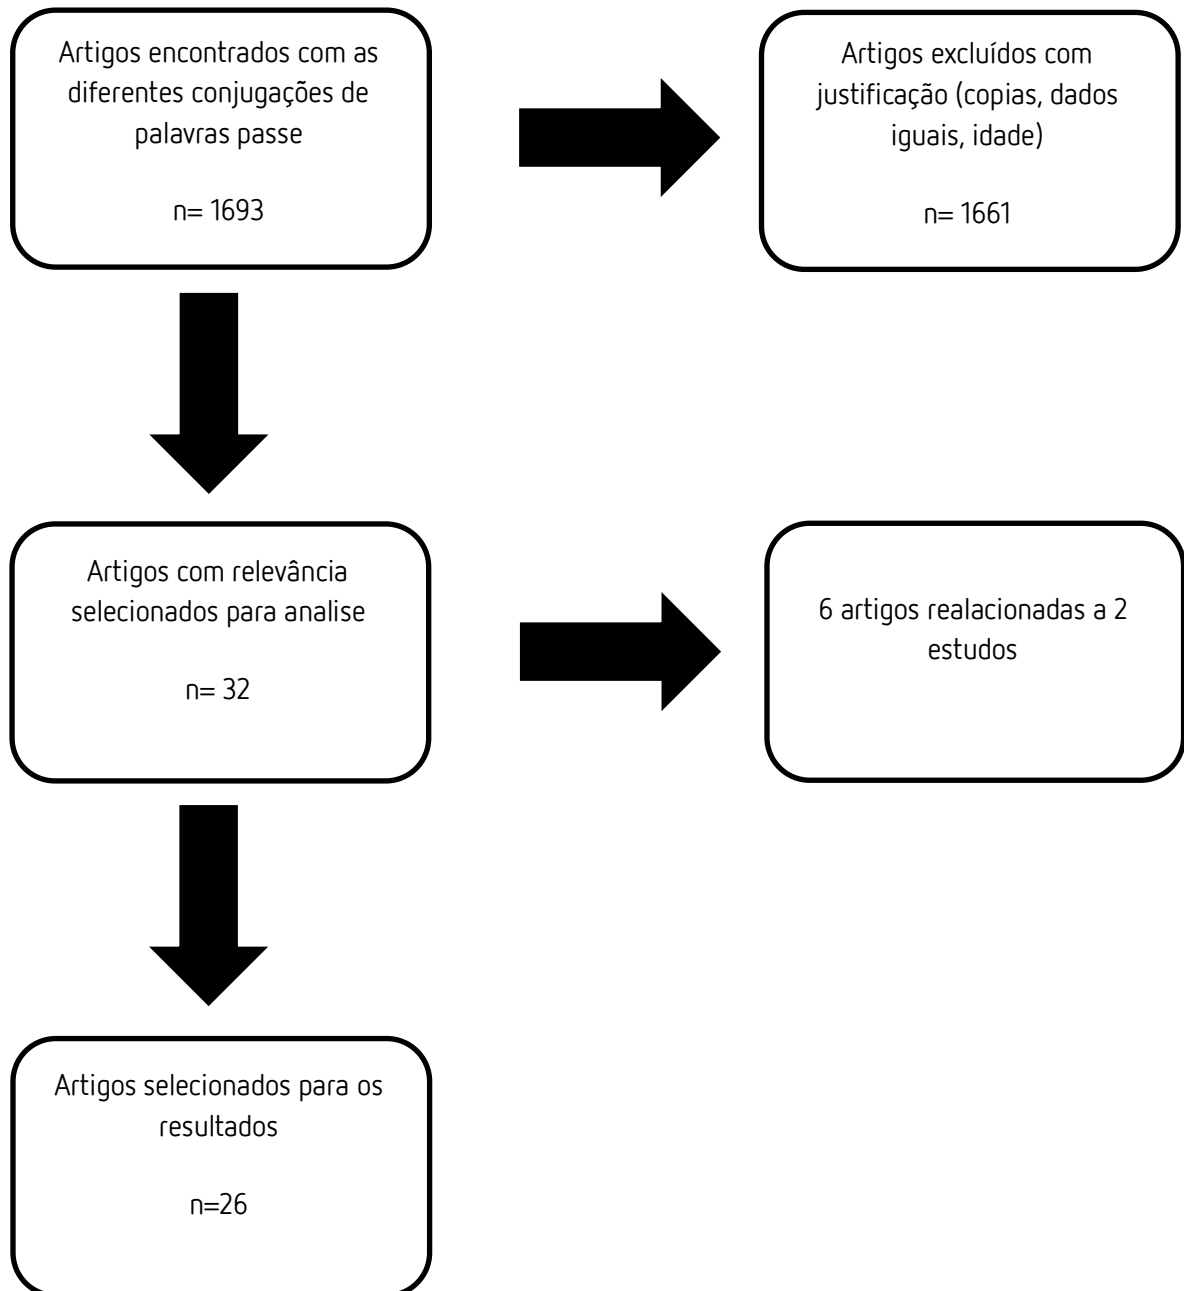 Artigos encontrados com as
diferentes conjugações de
palavras passe
n= 1693
Artigos excluídos com
justificação (copias, dados
iguais, idade)
n= 1661
Artigos com relevância
selecionados para analise
n= 32
6 artigos realacionadas a 2
estudos
Artigos selecionados para os
resultados
n=26